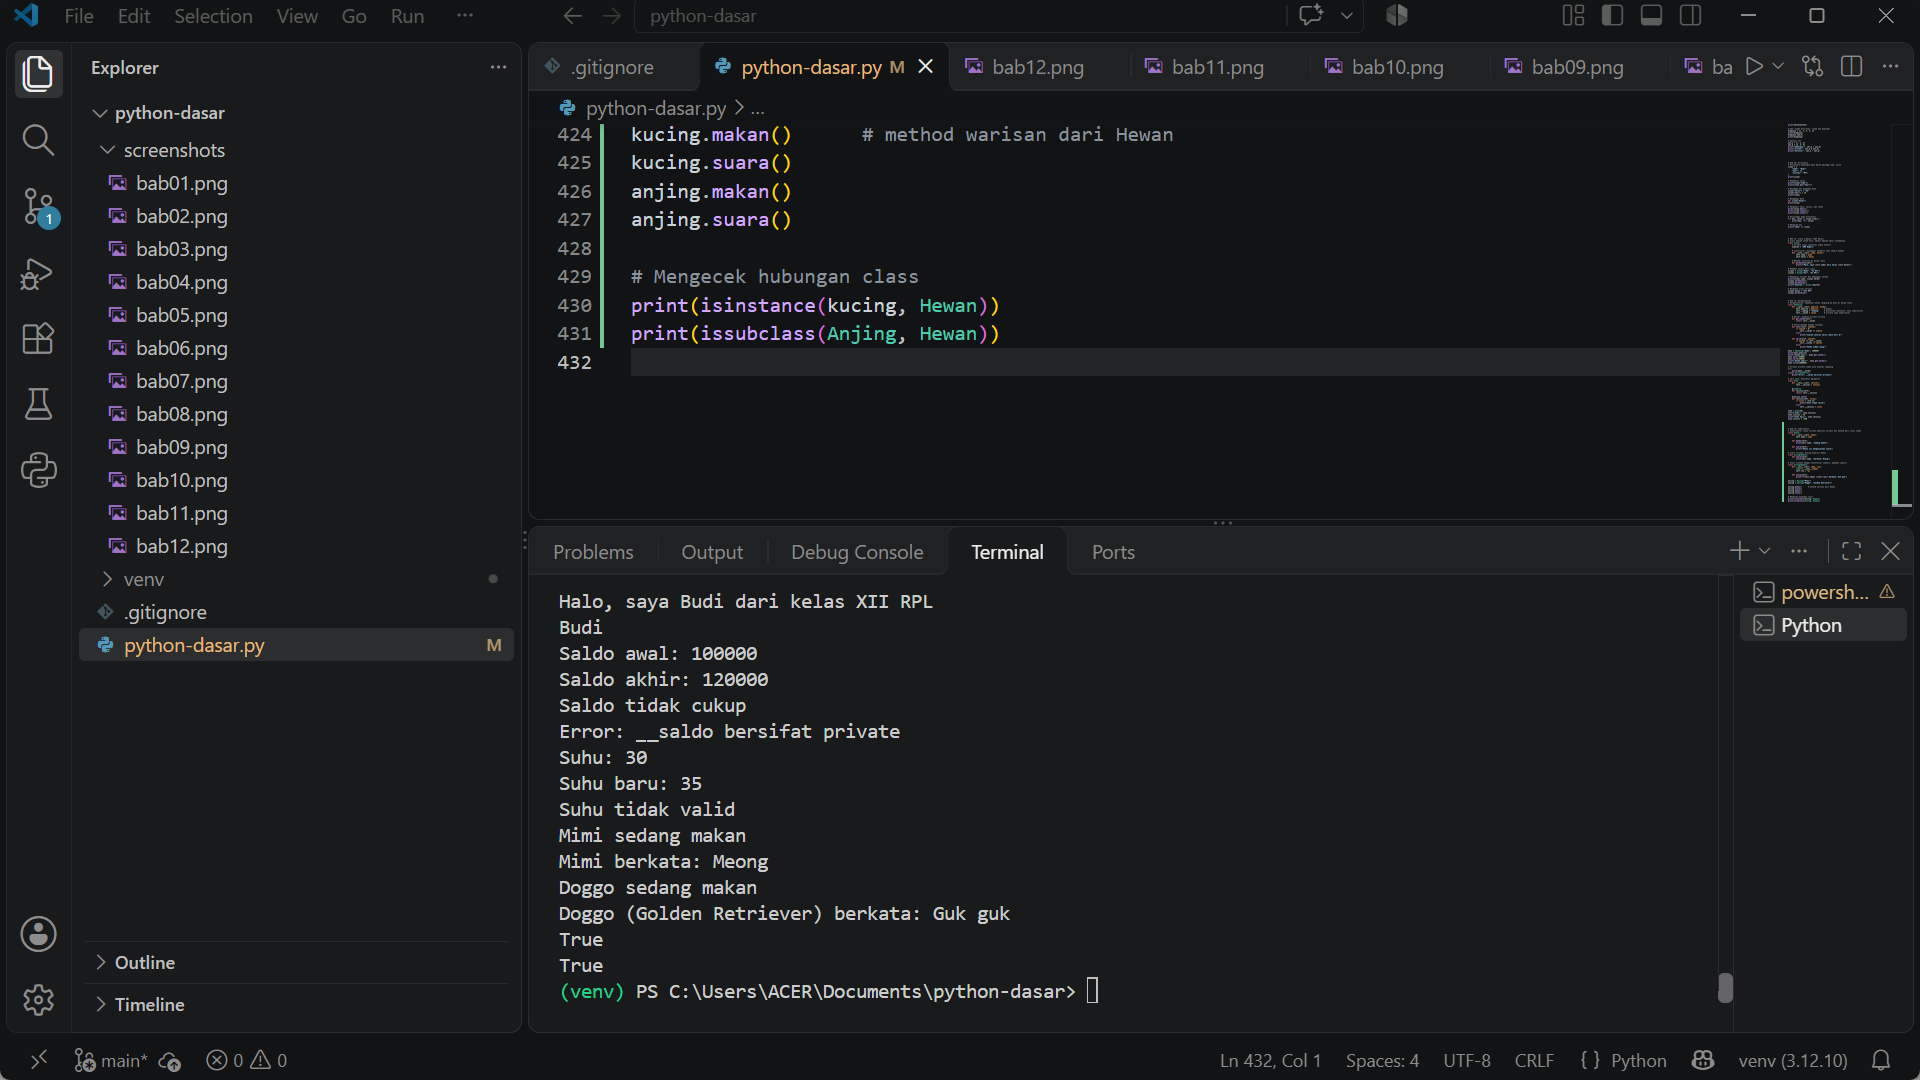 File Edit Selection View Go Run ···
python-dasar
Explorer ···
python-dasar
screenshots
bab01.png
bab02.png
bab03.png
bab04.png
bab05.png
bab06.png
bab07.png
bab08.png
bab09.png
bab10.png
bab11.png
bab12.png
venv
.gitignore
python-dasar.py M
Outline
Timeline
1
.gitignore python-dasar.py M bab12.png bab11.png bab10.png bab09.png ba
python-dasar.py > ...
424 kucing.makan() # method warisan dari Hewan
425 kucing.suara()
426 anjing.makan()
427 anjing.suara()
428
429 # Mengecek hubungan class
430 print(isinstance(kucing, Hewan))
431 print(issubclass(Anjing, Hewan))
432
Problems Output Debug Console Terminal Ports
Halo, saya Budi dari kelas XII RPL
Budi
Saldo awal: 100000
Saldo akhir: 120000
Saldo tidak cukup
Error: __saldo bersifat private
Suhu: 30
Suhu baru: 35
Suhu tidak valid
Mimi sedang makan
Mimi berkata: Meong
Doggo sedang makan
Doggo (Golden Retriever) berkata: Guk guk
True
True
(venv) PS C:\Users\ACER\Documents\python-dasar>
powersh...
Python
main* 0 0 Ln 432, Col 1 Spaces: 4 UTF-8 CRLF { } Python venv (3.12.10)